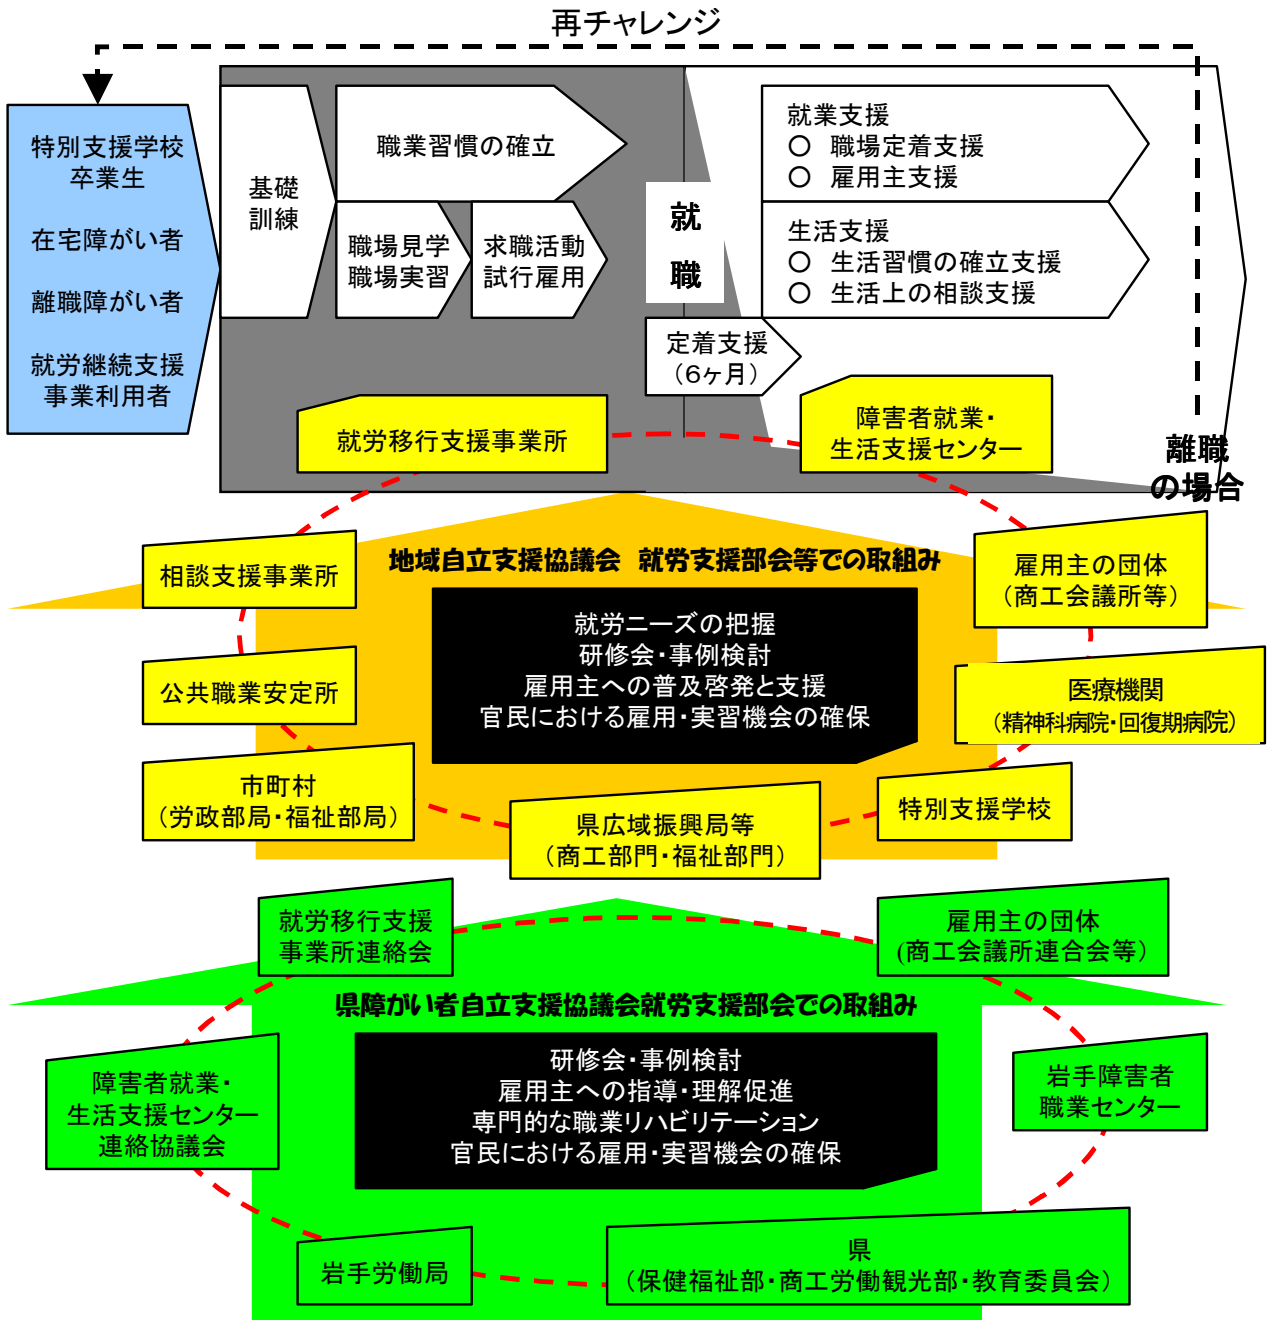 再チャレンジ
特別支援学校
卒業生
在宅障がい者
離職障がい者
就労継続支援
事業利用者
基礎
訓練
職業習慣の確立
職場見学
職場実習
求職活動
試行雇用
就
職
定着支援
（6ヶ月）
就業支援
○ 職場定着支援
○ 雇用主支援
生活支援
○ 生活習慣の確立支援
○ 生活上の相談支援
離職
の場合
就労移行支援事業所
障害者就業・
生活支援センター
地域自立支援協議会 就労支援部会等での取組み
相談支援事業所
雇用主の団体
（商工会議所等）
就労ニーズの把握
研修会・事例検討
雇用主への普及啓発と支援
官民における雇用・実習機会の確保
公共職業安定所
医療機関
（精神科病院・回復期病院）
市町村
（労政部局・福祉部局）
県広域振興局等
（商工部門・福祉部門）
特別支援学校
就労移行支援
事業所連絡会
雇用主の団体
(商工会議所連合会等）
県障がい者自立支援協議会就労支援部会での取組み
研修会・事例検討
雇用主への指導・理解促進
専門的な職業リハビリテーション
官民における雇用・実習機会の確保
障害者就業・
生活支援センター
連絡協議会
岩手障害者
職業センター
岩手労働局
県
（保健福祉部・商工労働観光部・教育委員会）